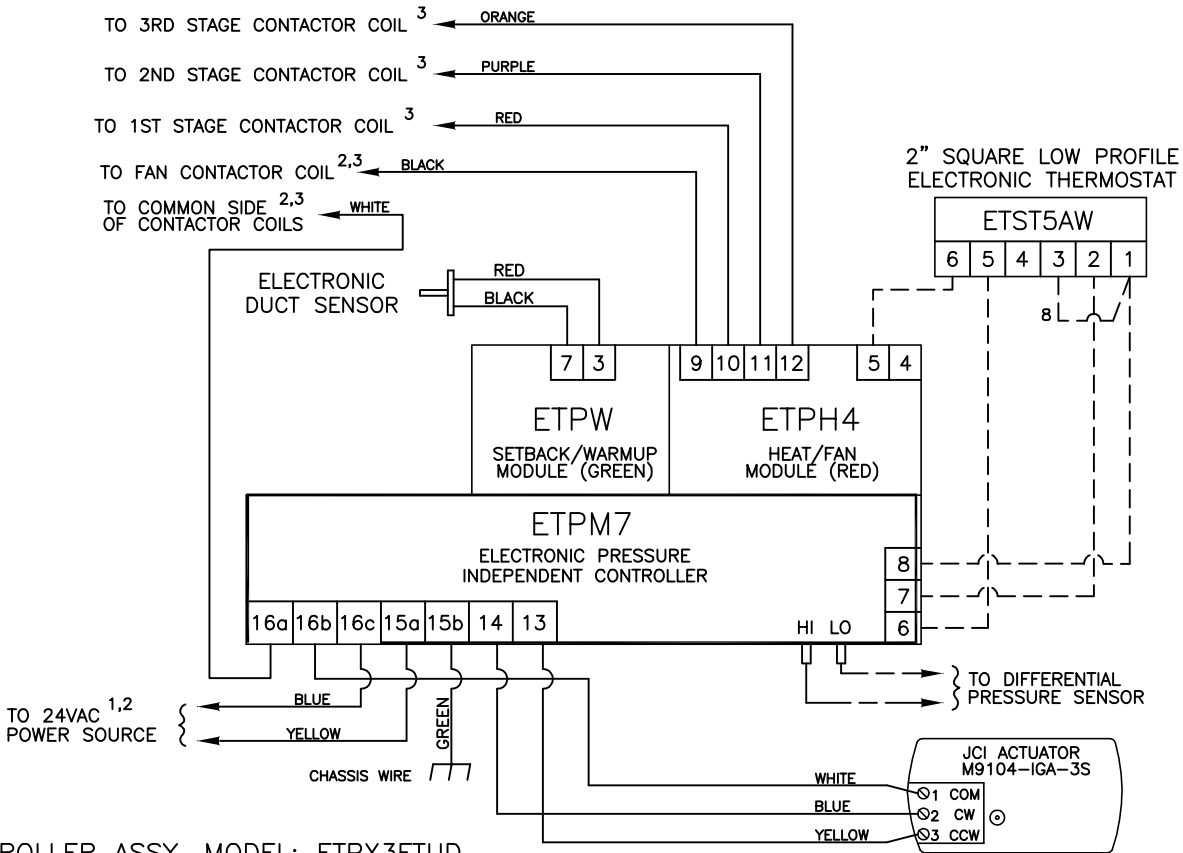 TO 3RD STAGE CONTACTOR COIL 3
ORANGE
TO 2ND STAGE CONTACTOR COIL 3
PURPLE
TO 1ST STAGE CONTACTOR COIL 3
RED
TO FAN CONTACTOR COIL 2,3
BLACK
TO COMMON SIDE 2,3
OF CONTACTOR COILS
WHITE
2" SQUARE LOW PROFILE
ELECTRONIC THERMOSTAT
ETST5AW
6 5 4 3 2 1
8
ELECTRONIC
DUCT SENSOR
RED
BLACK
7 3
9 10 11 12
5 4
ETPW
SETBACK/WARMUP
MODULE (GREEN)
ETPH4
HEAT/FAN
MODULE (RED)
ETPM7
ELECTRONIC PRESSURE
INDEPENDENT CONTROLLER
8
7
6
16a 16b 16c 15a 15b 14 13
HI LO
TO DIFFERENTIAL
PRESSURE SENSOR
TO 24VAC 1,2
POWER SOURCE
BLUE
YELLOW
GREEN
CHASSIS WIRE
JCI ACTUATOR
M9104-IGA-3S
WHITE
1 COM
BLUE
2 CW
YELLOW
3 CCW